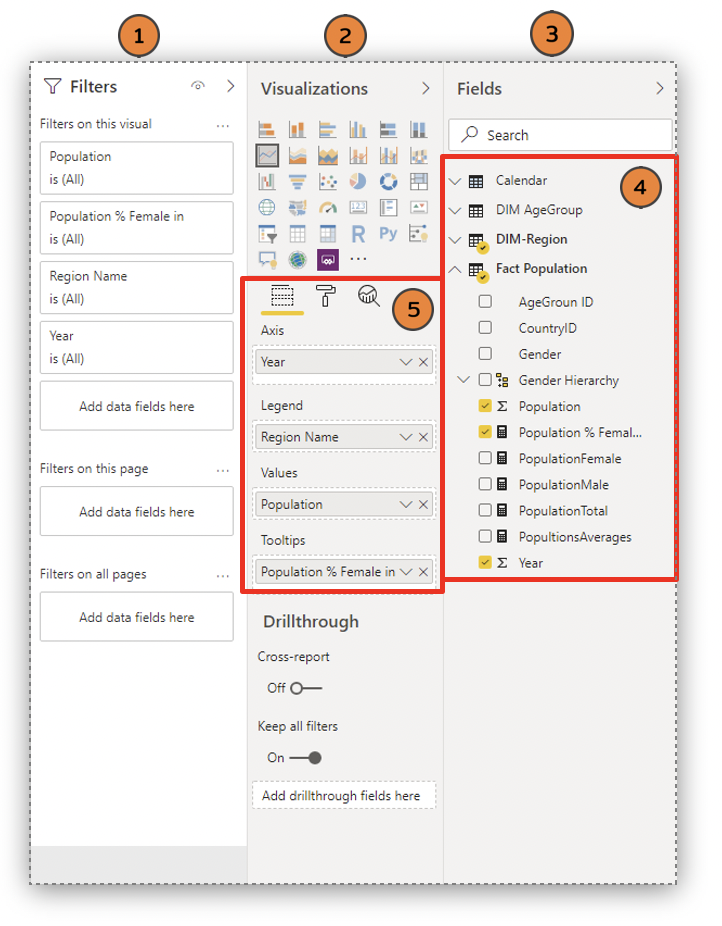 1
2
3
Filters
Filters on this visual
...
Population
is (All)
Population % Female in
is (All)
Region Name
is (All)
Year
is (All)
Add data fields here
Filters on this page
...
Add data fields here
Filters on all pages
...
Add data fields here
Visualizations
123
R
Py
...
5
Axis
Year
Legend
Region Name
Values
Population
Tooltips
Population % Female in
Drillthrough
Cross-report
Off
Keep all filters
On
Add drillthrough fields here
Fields
Search
4
Calendar
DIM AgeGroup
DIM-Region
Fact Population
AgeGroun ID
CountryID
Gender
Gender Hierarchy
Σ Population
Population % Femal...
PopulationFemale
PopulationMale
PopulationTotal
PopultionsAverages
Σ Year